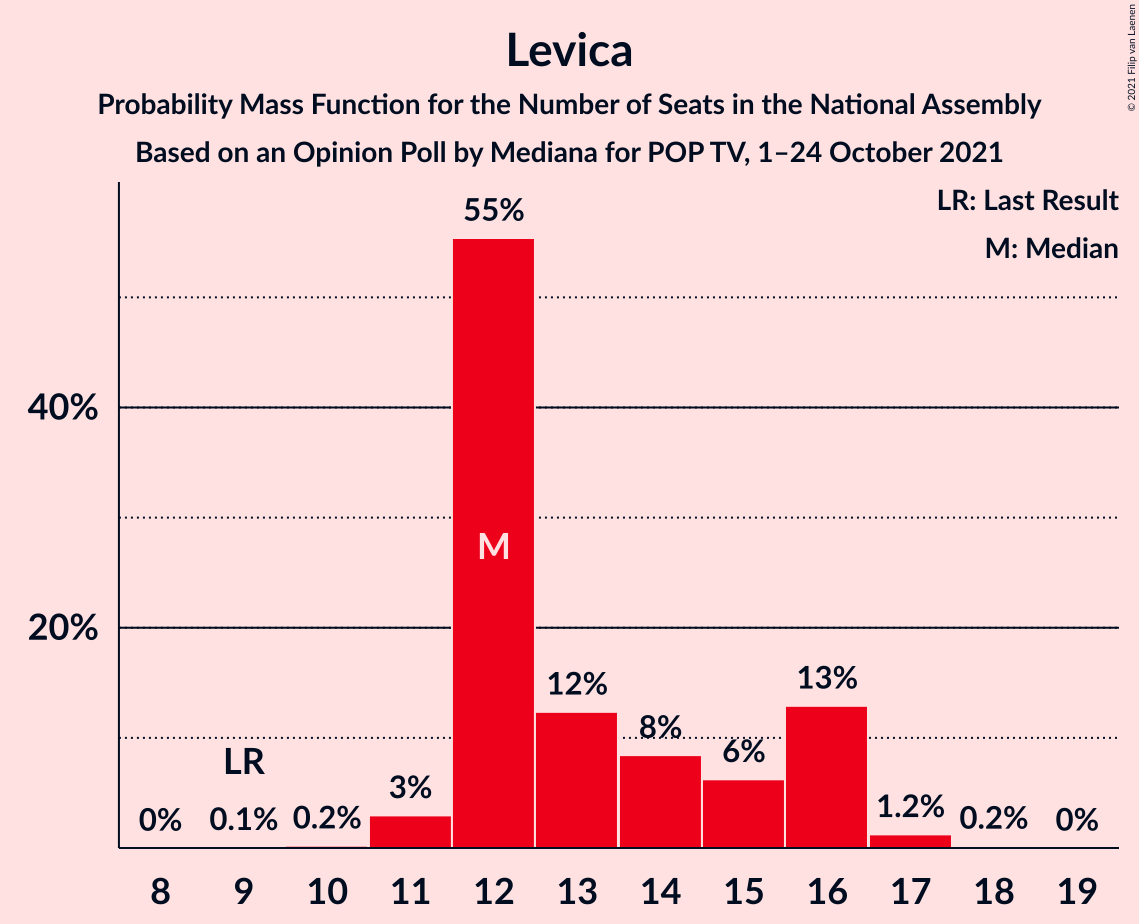 © 2021 Filip van Laenen
Levica
Probability Mass Function for the Number of Seats in the National Assembly
Based on an Opinion Poll by Mediana for POP TV, 1–24 October 2021
LR: Last Result
M: Median
55%
40%
M
20%
12%
13%
8%
6%
LR
3%
0%
0.1%
0.2%
1.2%
0.2%
0%
8 9 10 11 12 13 14 15 16 17 18 19